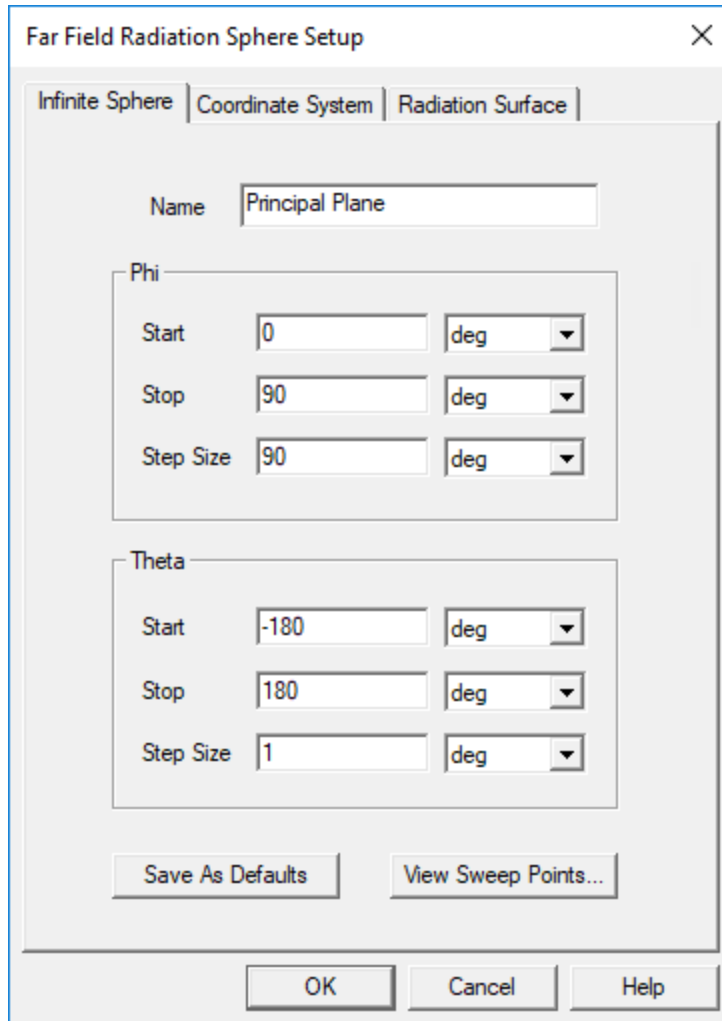 Far Field Radiation Sphere Setup
Infinite Sphere Coordinate System Radiation Surface
Name Principal Plane
Phi
Start 0 deg
Stop 90 deg
Step Size 90 deg
Theta
Start -180 deg
Stop 180 deg
Step Size 1 deg
Save As Defaults View Sweep Points...
OK Cancel Help